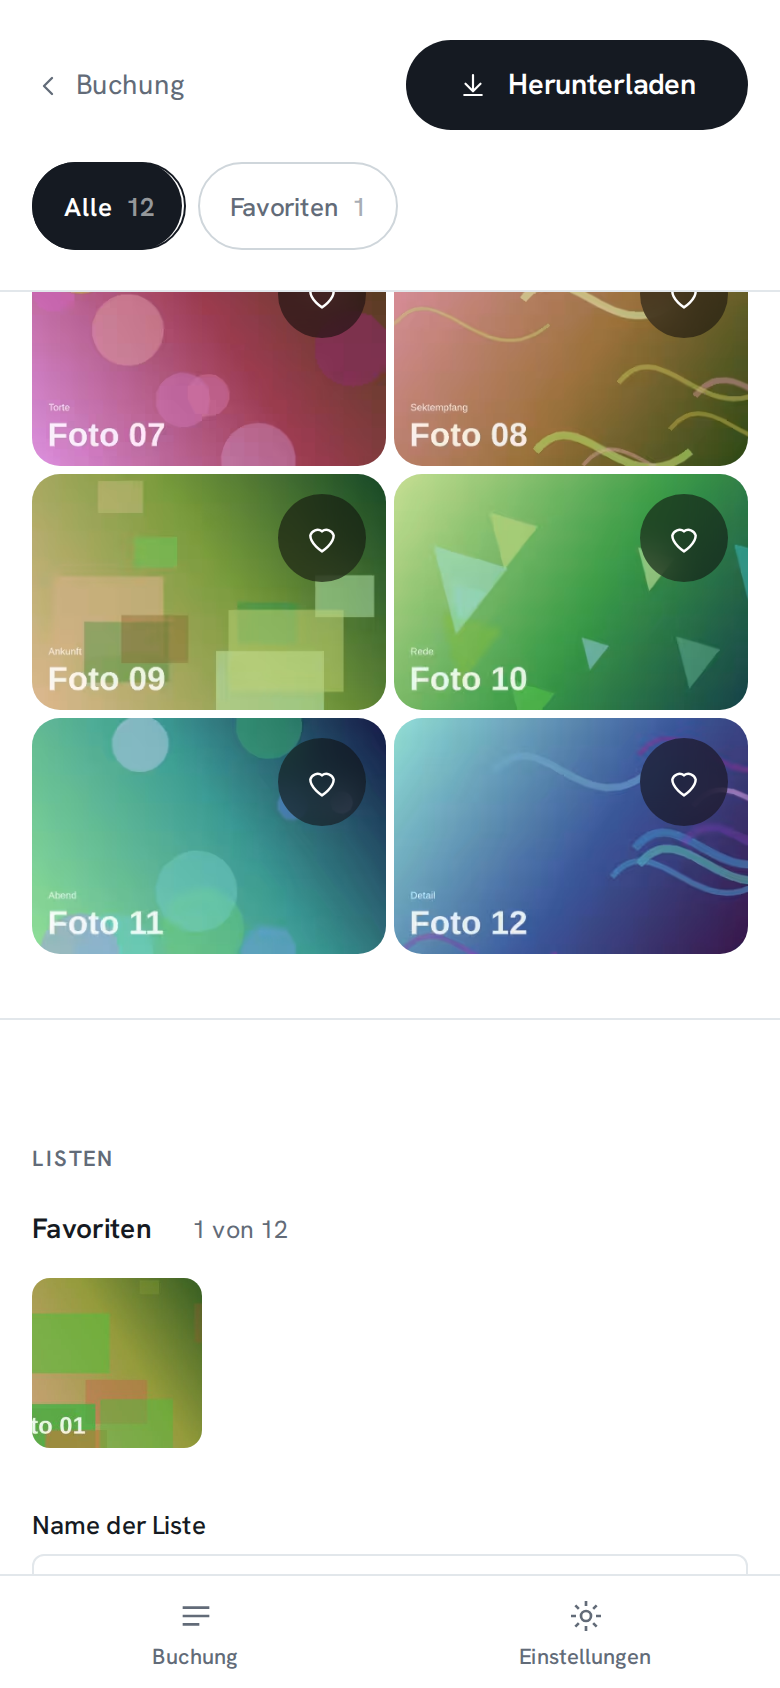 Buchung
Herunterladen
Alle 12
Favoriten 1
Torte
Foto 07
Sektempfang
Foto 08
Ankunft
Foto 09
Rede
Foto 10
Abend
Foto 11
Detail
Foto 12
LISTEN
Favoriten 1 von 12
to 01
Name der Liste
Buchung
Einstellungen